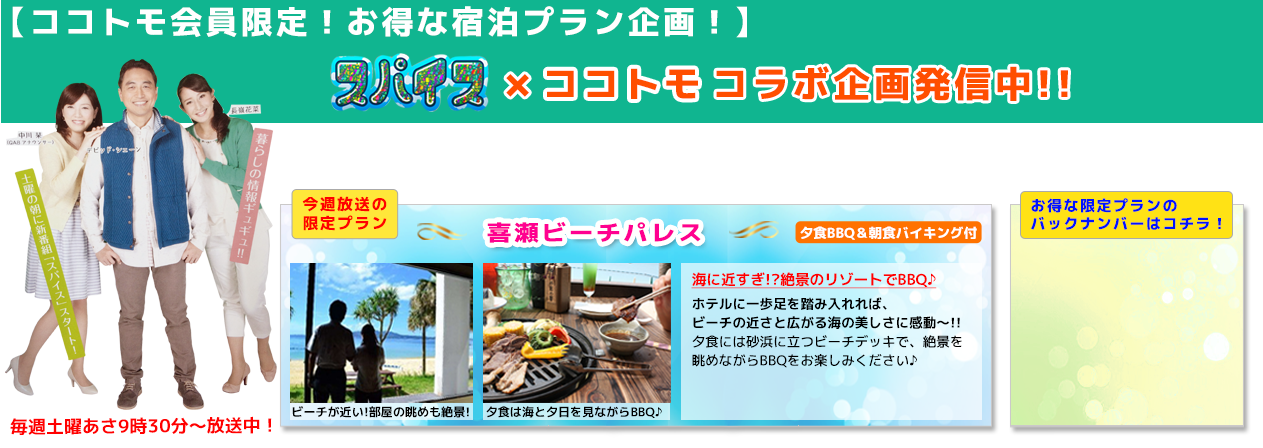 【ココトモ会員限定！お得な宿泊プラン企画！】
スパイス × ココトモ コラボ企画発信中!!
中川 栞
(QABアナウンサー)
デビッド・シェーン
長嶺花菜
暮らしの情報ギュギュ!!
土曜の朝に新番組「スパイス」スタート！
毎週土曜あさ9時30分～放送中！
今週放送の
限定プラン
喜瀬ビーチパレス
夕食BBQ＆朝食バイキング付
ビーチが近い!部屋の眺めも絶景!
夕食は海と夕日を見ながらBBQ♪
海に近すぎ!?絶景のリゾートでBBQ♪
ホテルに一歩足を踏み入れれば、
ビーチの近さと広がる海の美しさに感動～!!
夕食には砂浜に立つビーチデッキで、絶景を
眺めながらBBQをお楽しみください♪
お得な限定プランの
バックナンバーはコチラ！